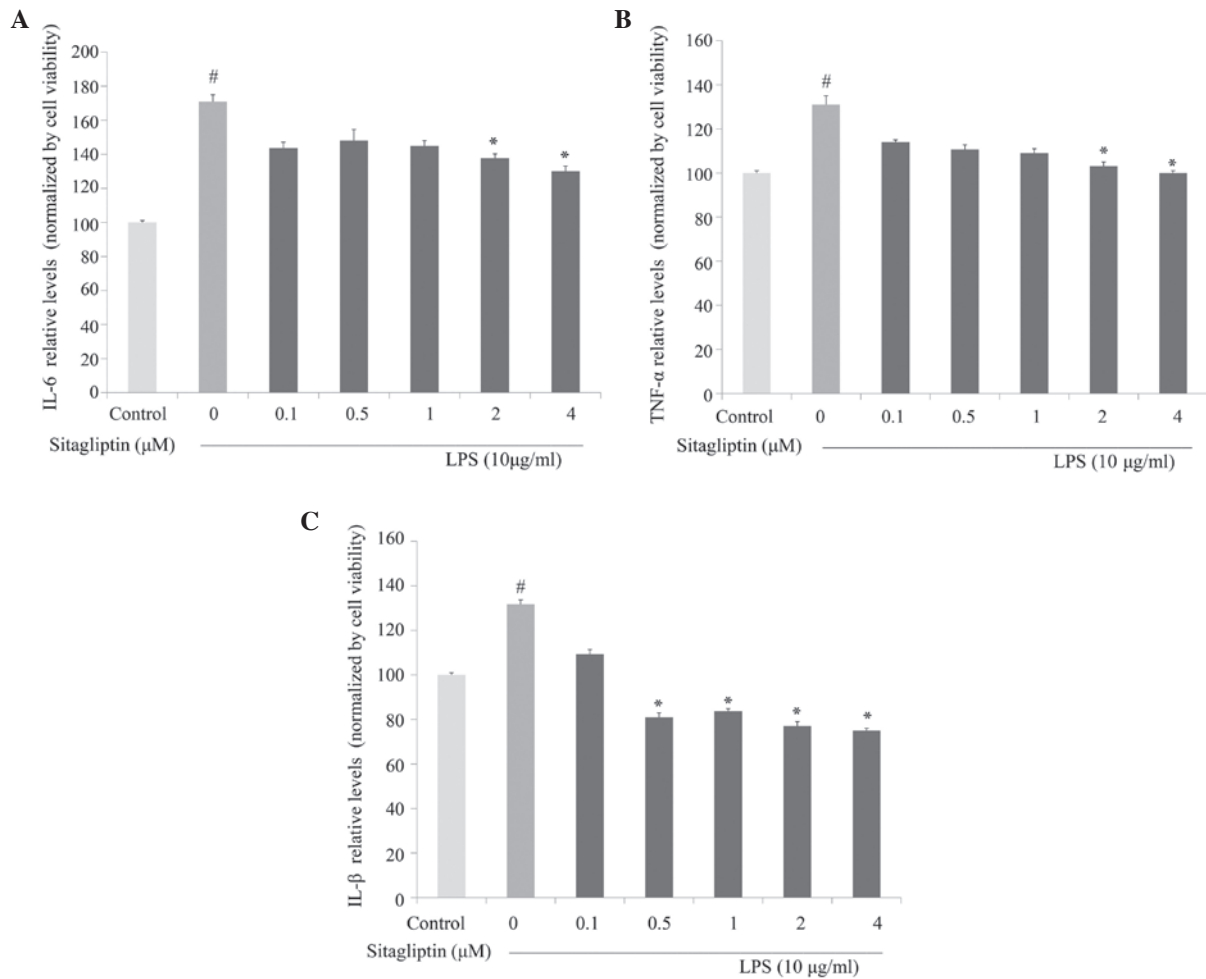 A
IL-6 relative levels (normalized by cell viability)
200
180
160
140
120
100
80
60
40
20
0
#
*
*
Control 0 0.1 0.5 1 2 4
Sitagliptin (μM)
LPS (10μg/ml)
B
TNF-α relative levels (normalized by cell viability)
160
140
120
100
80
60
40
20
0
#
*
*
Control 0 0.1 0.5 1 2 4
Sitagliptin (μM)
LPS (10 μg/ml)
C
IL-β relative levels (normalized by cell viability)
160
140
120
100
80
60
40
20
0
#
*
*
*
*
Control 0 0.1 0.5 1 2 4
Sitagliptin (μM)
LPS (10 μg/ml)